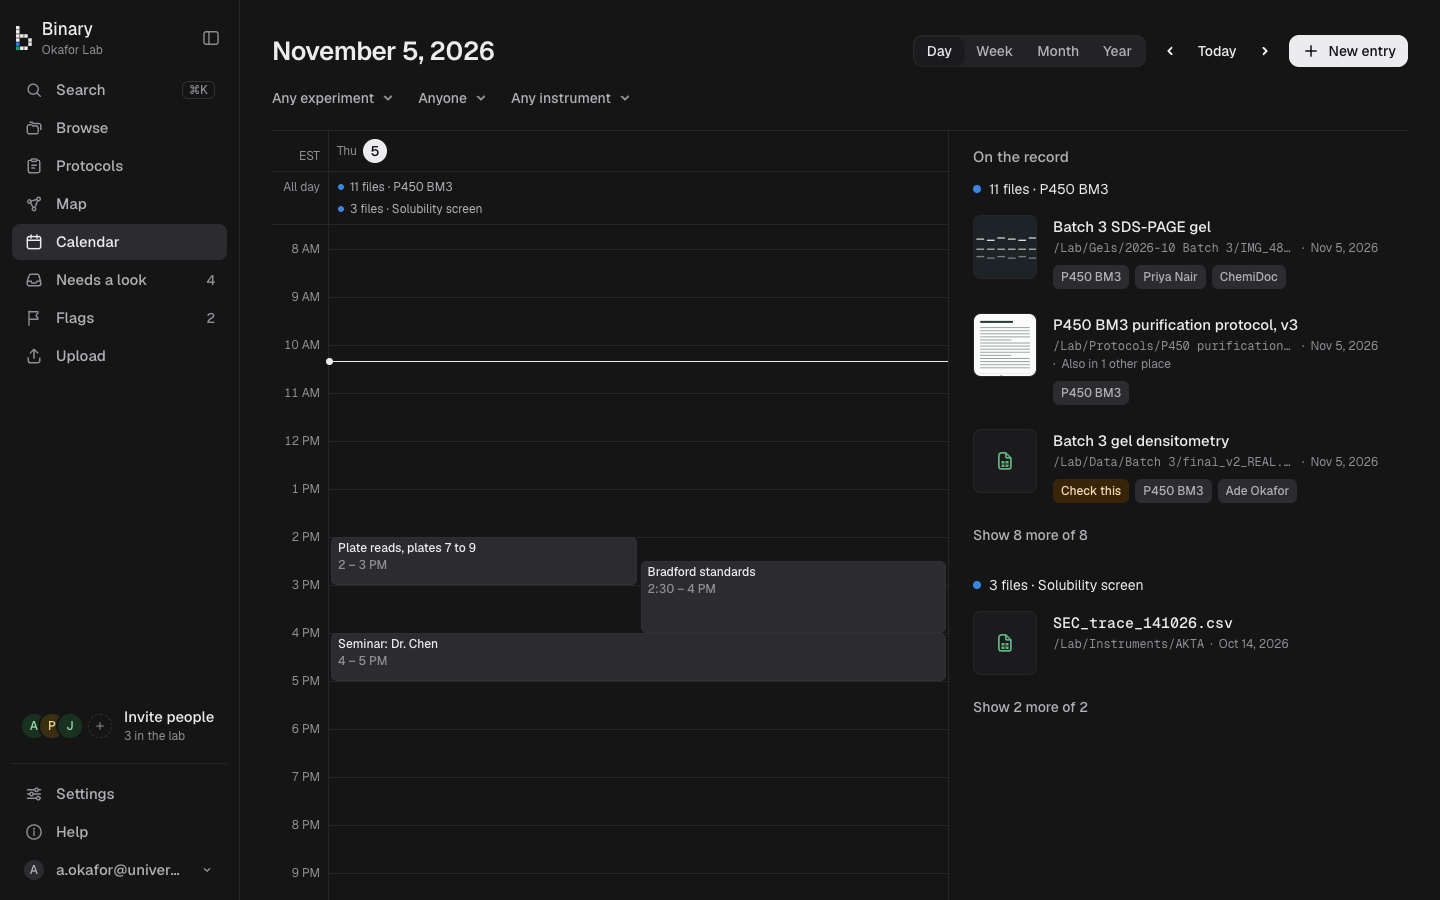 Binary
Okafor Lab
Search
⌘K
Browse
Protocols
Map
Calendar
Needs a look
4
Flags
2
Upload
A
P
J
+
Invite people
3 in the lab
Settings
Help
A
a.okafor@univer…
November 5, 2026
Day
Week
Month
Year
Today
New entry
Any experiment
Anyone
Any instrument
EST
Thu 5
All day
11 files · P450 BM3
3 files · Solubility screen
8 AM
9 AM
10 AM
11 AM
12 PM
1 PM
2 PM
3 PM
4 PM
5 PM
6 PM
7 PM
8 PM
9 PM
Plate reads, plates 7 to 9
2 – 3 PM
Bradford standards
2:30 – 4 PM
Seminar: Dr. Chen
4 – 5 PM
On the record
11 files · P450 BM3
Batch 3 SDS-PAGE gel
/Lab/Gels/2026-10 Batch 3/IMG_48… · Nov 5, 2026
P450 BM3
Priya Nair
ChemiDoc
P450 BM3 purification protocol, v3
/Lab/Protocols/P450 purification… · Nov 5, 2026
· Also in 1 other place
P450 BM3
Batch 3 gel densitometry
/Lab/Data/Batch 3/final_v2_REAL.… · Nov 5, 2026
Check this
P450 BM3
Ade Okafor
Show 8 more of 8
3 files · Solubility screen
SEC_trace_141026.csv
/Lab/Instruments/AKTA · Oct 14, 2026
Show 2 more of 2